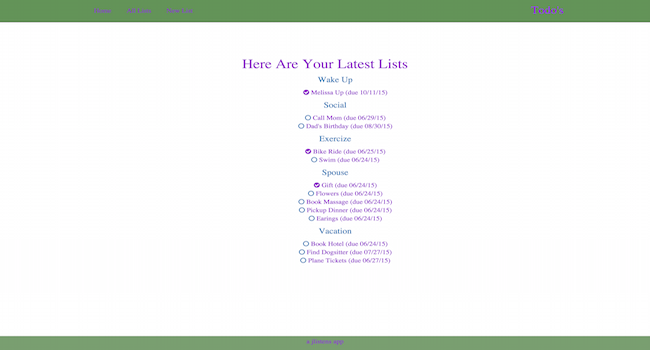 Home All Lists New List Todo's
Here Are Your Latest Lists
Wake Up
Melissa Up (due 10/11/15)
Social
Call Mom (due 06/29/15)
Dad's Birthday (due 08/30/15)
Exercize
Bike Ride (due 06/25/15)
Swim (due 06/24/15)
Spouse
Gift (due 06/24/15)
Flowers (due 06/24/15)
Book Massage (due 06/24/15)
Pickup Dinner (due 06/24/15)
Earings (due 06/24/15)
Vacation
Book Hotel (due 06/24/15)
Find Dogsitter (due 07/27/15)
Plane Tickets (due 06/27/15)
a app